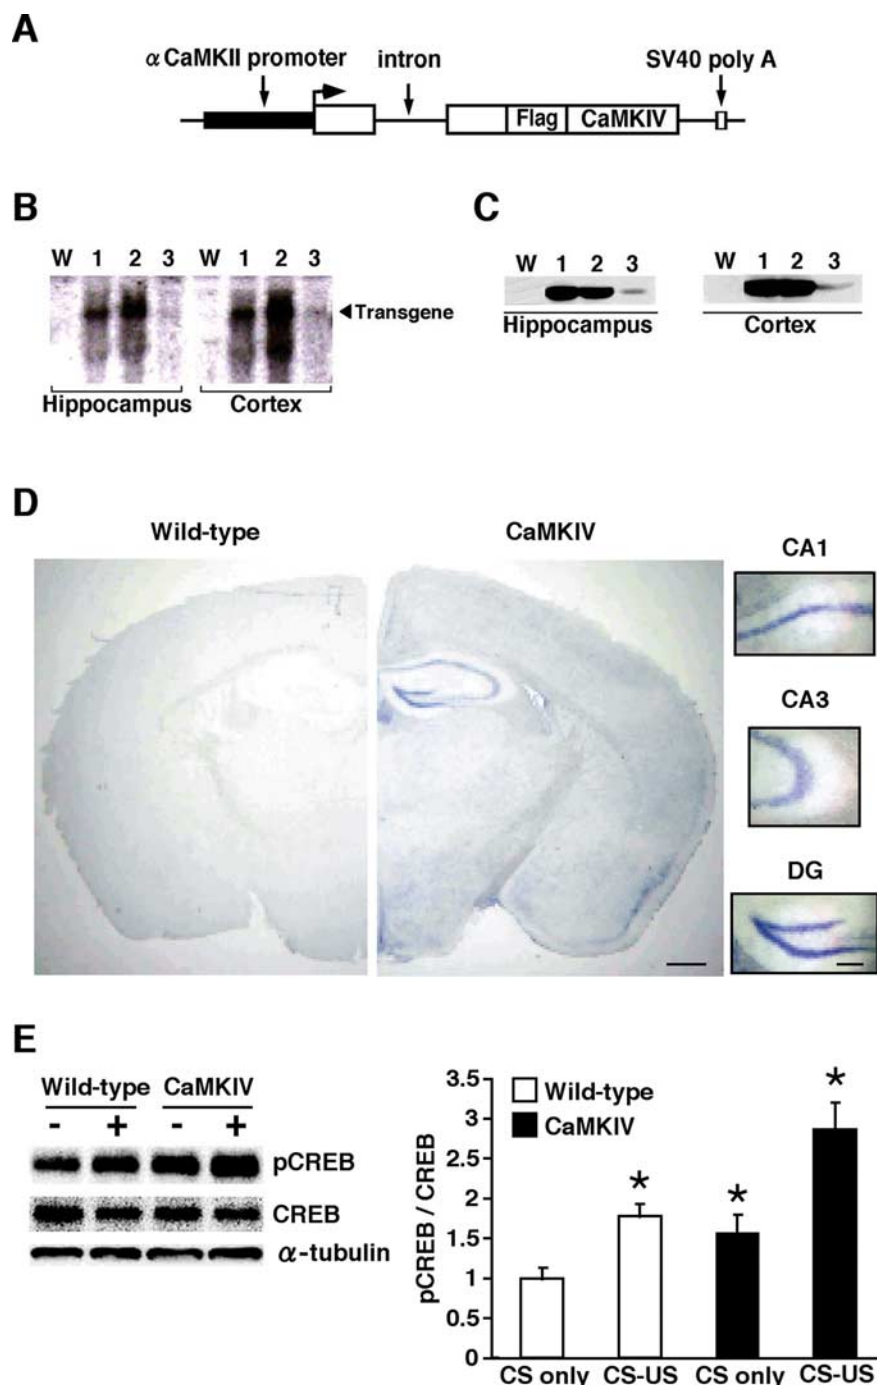 A
α CaMKII promoter intron SV40 poly A
Flag CaMKIV
B
W 1 2 3 W 1 2 3
Transgene
Hippocampus Cortex
C
W 1 2 3 W 1 2 3
Hippocampus Cortex
D
Wild-type CaMKIV
CA1
CA3
DG
E
Wild-type CaMKIV
- + - +
pCREB
CREB
α-tubulin
pCREB / CREB
3.5
3
2.5
2
1.5
1
0.5
0
Wild-type
CaMKIV
* * *
CS only CS-US CS only CS-US